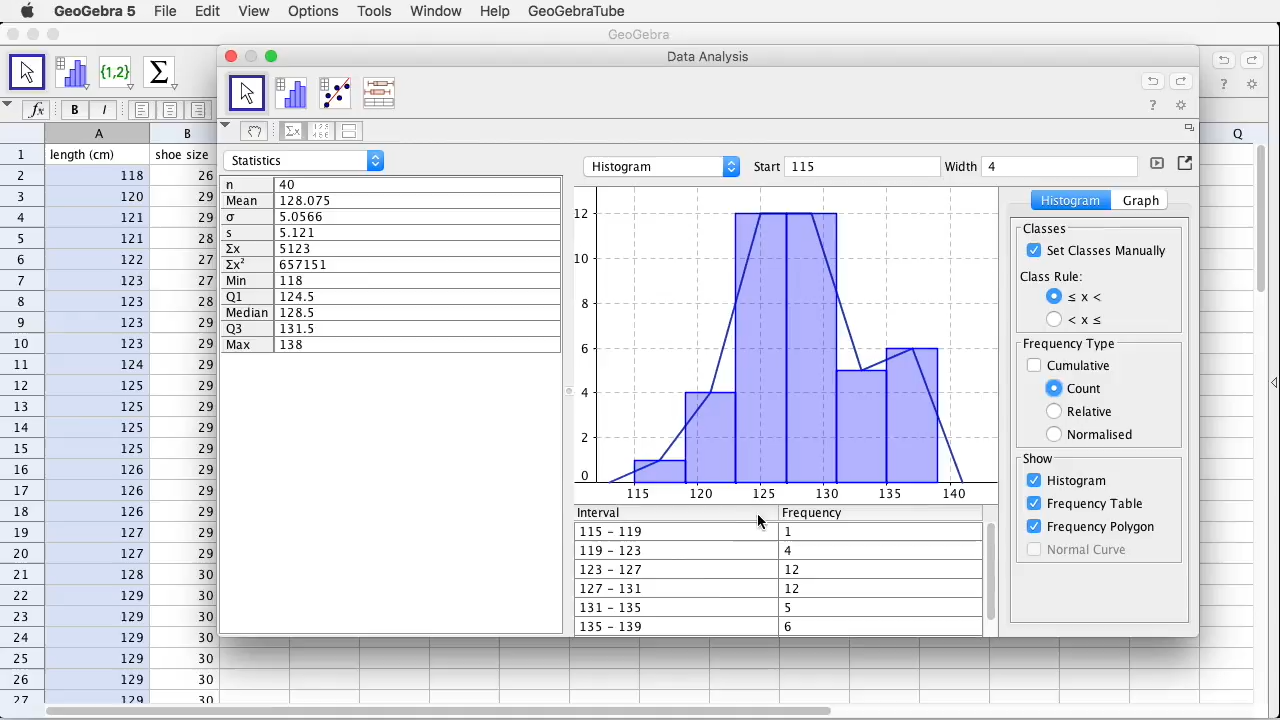 GeoGebra 5 File Edit View Options Tools Window Help GeoGebraTube
GeoGebra
Data Analysis
{1,2} Σ
?
?
fx B I
Σx 123 456
A B Q
1 length (cm) shoe size
2 118 26
3 120 29
4 121 29
5 121 28
6 122 27
7 123 27
8 123 28
9 123 29
10 123 29
11 124 29
12 125 29
13 125 29
14 125 29
15 125 29
16 126 29
17 126 29
18 126 29
19 127 29
20 127 29
21 128 30
22 129 30
23 129 30
24 129 30
25 129 30
26 129 30
27 129 30
Statistics
n 40
Mean 128.075
σ 5.0566
s 5.121
Σx 5123
Σx² 657151
Min 118
Q1 124.5
Median 128.5
Q3 131.5
Max 138
Histogram Start 115 Width 4
12
10
8
6
4
2
0
115 120 125 130 135 140
Interval Frequency
115 – 119 1
119 – 123 4
123 – 127 12
127 – 131 12
131 – 135 5
135 – 139 6
Histogram Graph
Classes
Set Classes Manually
Class Rule:
≤ x <
< x ≤
Frequency Type
Cumulative
Count
Relative
Normalised
Show
Histogram
Frequency Table
Frequency Polygon
Normal Curve